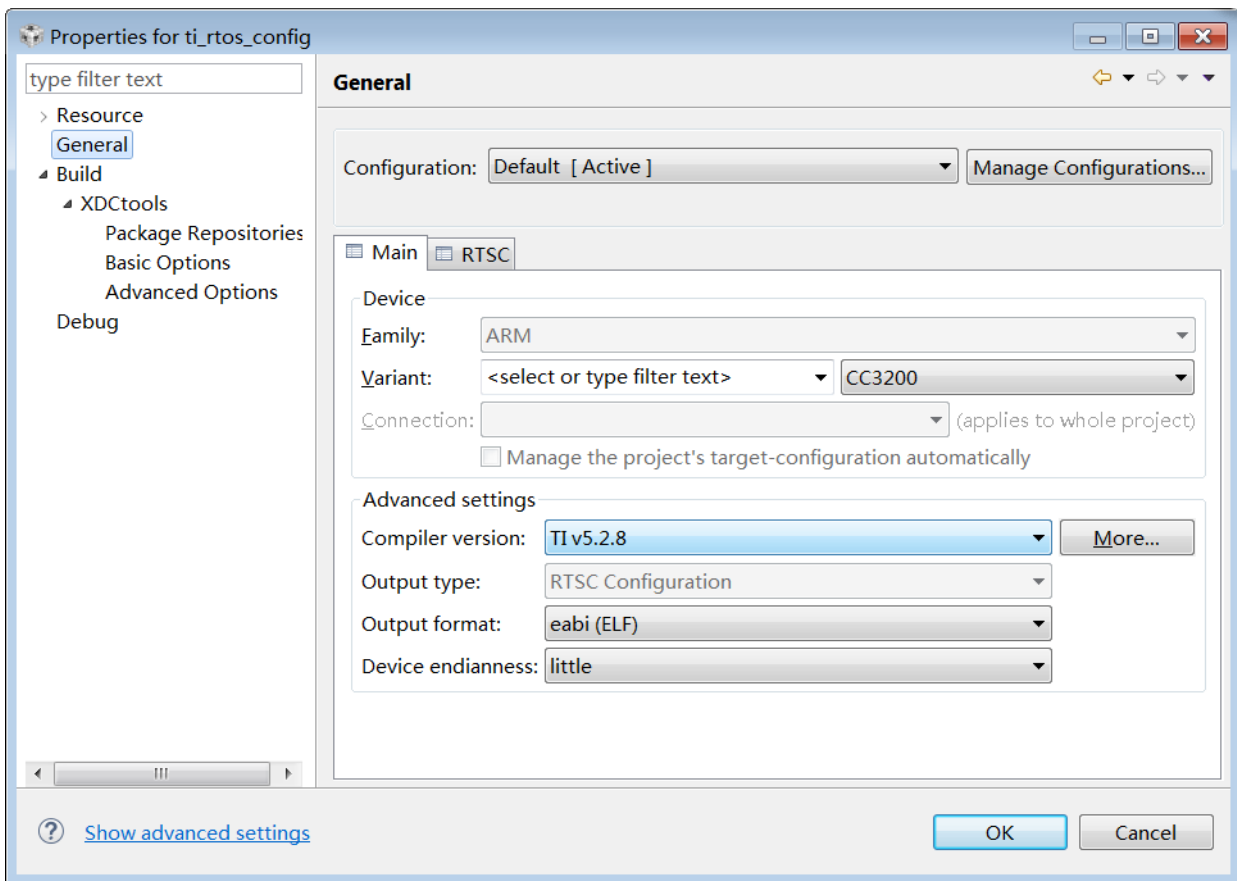 Properties for ti_rtos_config
type filter text
Resource
General
Build
XDCtools
Package Repositories
Basic Options
Advanced Options
Debug
General
Configuration: Default [ Active ] Manage Configurations...
Main RTSC
Device
Family: ARM
Variant: <select or type filter text> CC3200
Connection: (applies to whole project)
Manage the project's target-configuration automatically
Advanced settings
Compiler version: TI v5.2.8 More...
Output type: RTSC Configuration
Output format: eabi (ELF)
Device endianness: little
Show advanced settings
OK Cancel